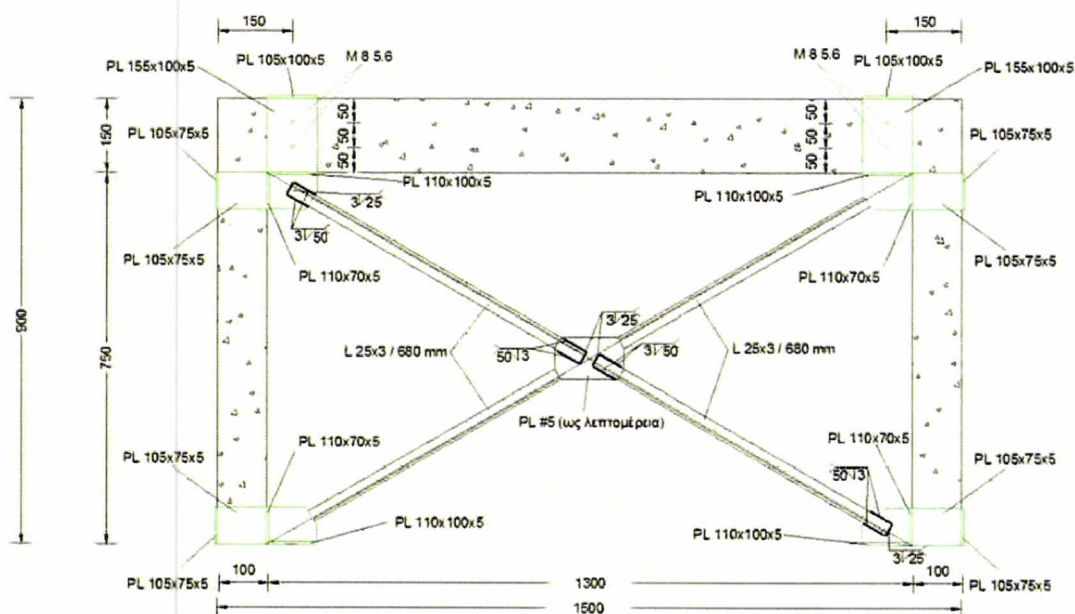 150
150
PL 105x100x5
M 8 5.6
M 8 5.6
PL 105x100x5
PL 155x100x5
PL 155x100x5
50
50
50
50
50
50
150
900
750
PL 105x75x5
PL 105x75x5
PL 110x100x5
PL 110x100x5
3 25
3 50
PL 105x75x5
PL 105x75x5
PL 110x70x5
PL 110x70x5
3 25
50 3
3 50
L 25x3 / 680 mm
L 25x3 / 680 mm
PL #5 (ως λεπτομέρεια)
PL 110x70x5
PL 110x70x5
PL 105x75x5
PL 105x75x5
50 3
PL 110x100x5
PL 110x100x5
3 25
PL 105x75x5
PL 105x75x5
100
1300
100
1500